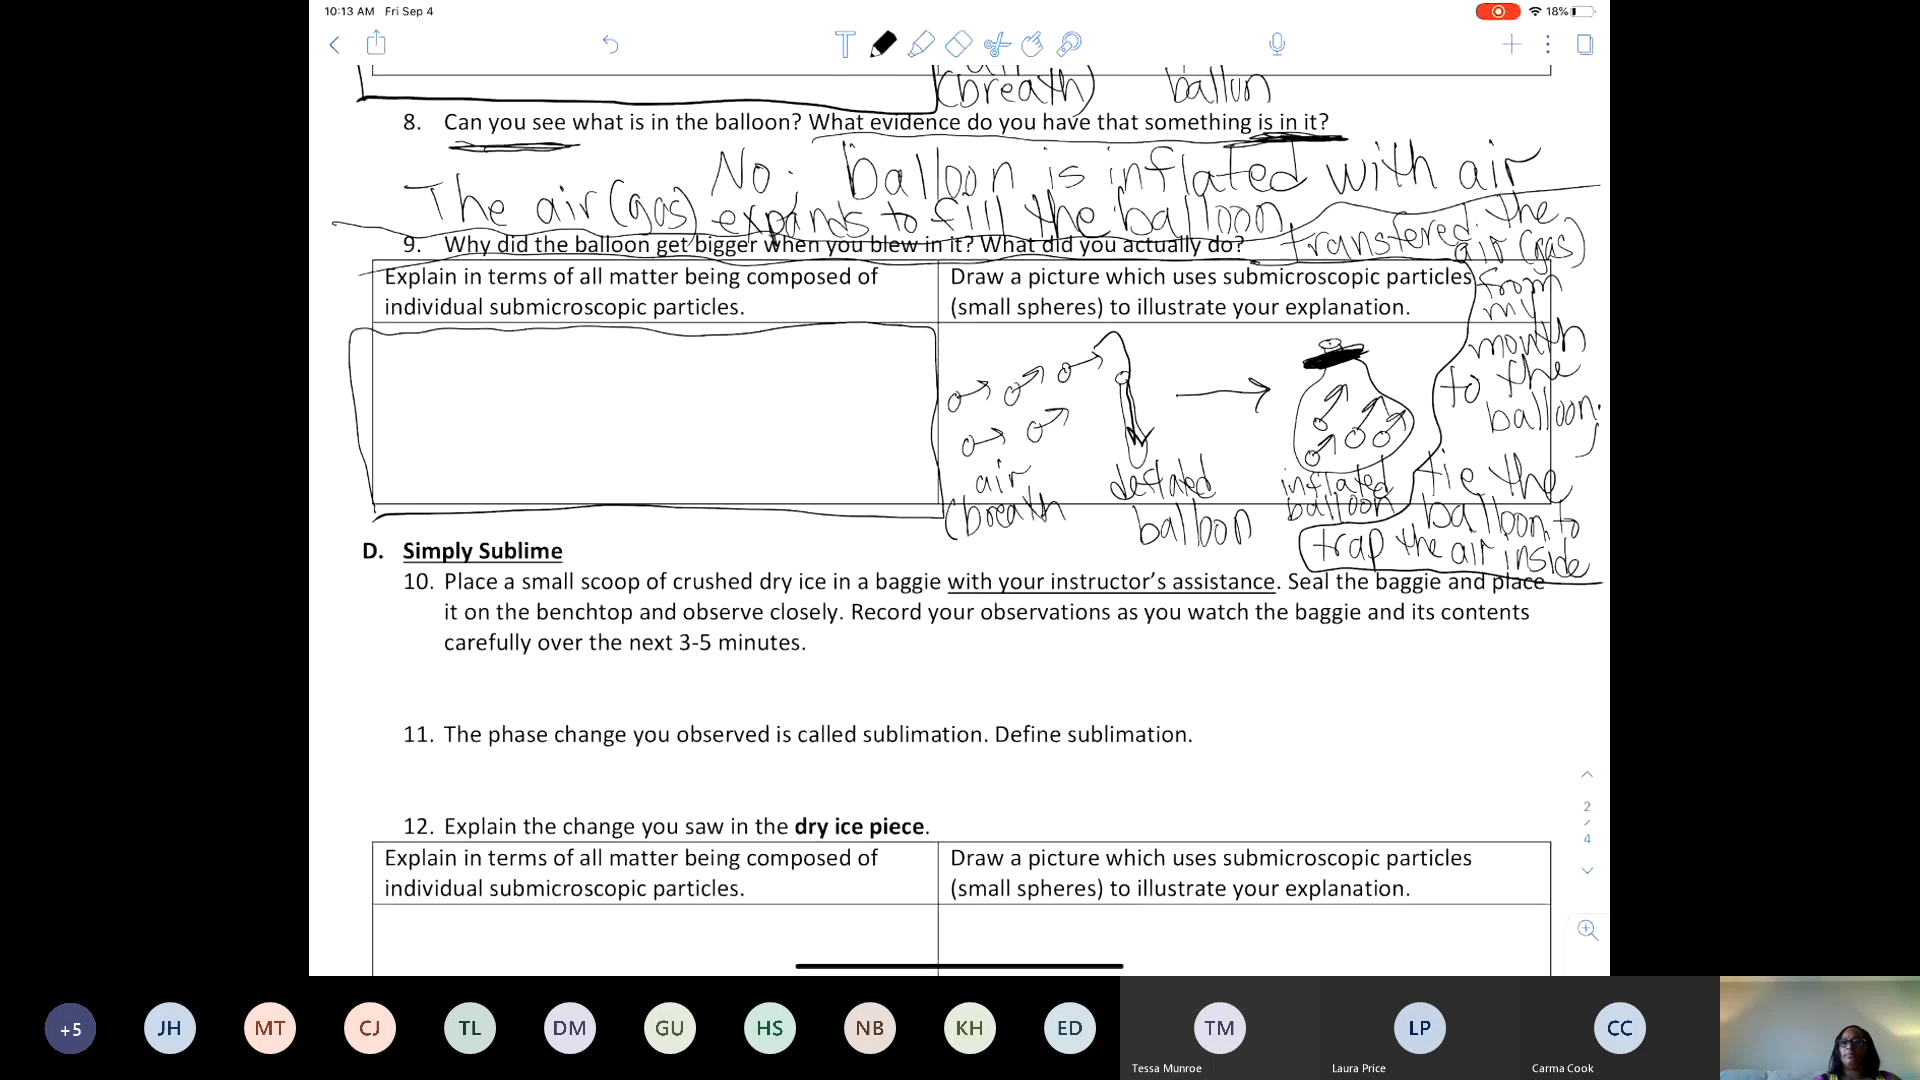 10:13 AM Fri Sep 4
18%
(breath) ballun
8. Can you see what is in the balloon? What evidence do you have that something is in it?
No. balloon is inflated with air
The air (gas) expands to fill the balloon.
9. Why did the balloon get bigger when you blew in it? What did you actually do?
transfered the
air (gas)
from
my
mouth
to the
balloon.
tie the
balloon to
trap the air inside
Explain in terms of all matter being composed of
individual submicroscopic particles.
Draw a picture which uses submicroscopic particles
(small spheres) to illustrate your explanation.
air
(breath
deflated
balloon
inflated
balloon
D. Simply Sublime
10. Place a small scoop of crushed dry ice in a baggie with your instructor's assistance. Seal the baggie and place
it on the benchtop and observe closely. Record your observations as you watch the baggie and its contents
carefully over the next 3-5 minutes.
11. The phase change you observed is called sublimation. Define sublimation.
2
/
4
12. Explain the change you saw in the dry ice piece.
Explain in terms of all matter being composed of
individual submicroscopic particles.
Draw a picture which uses submicroscopic particles
(small spheres) to illustrate your explanation.
+5 JH MT CJ TL DM GU HS NB KH ED TM LP CC
Tessa Munroe Laura Price Carma Cook